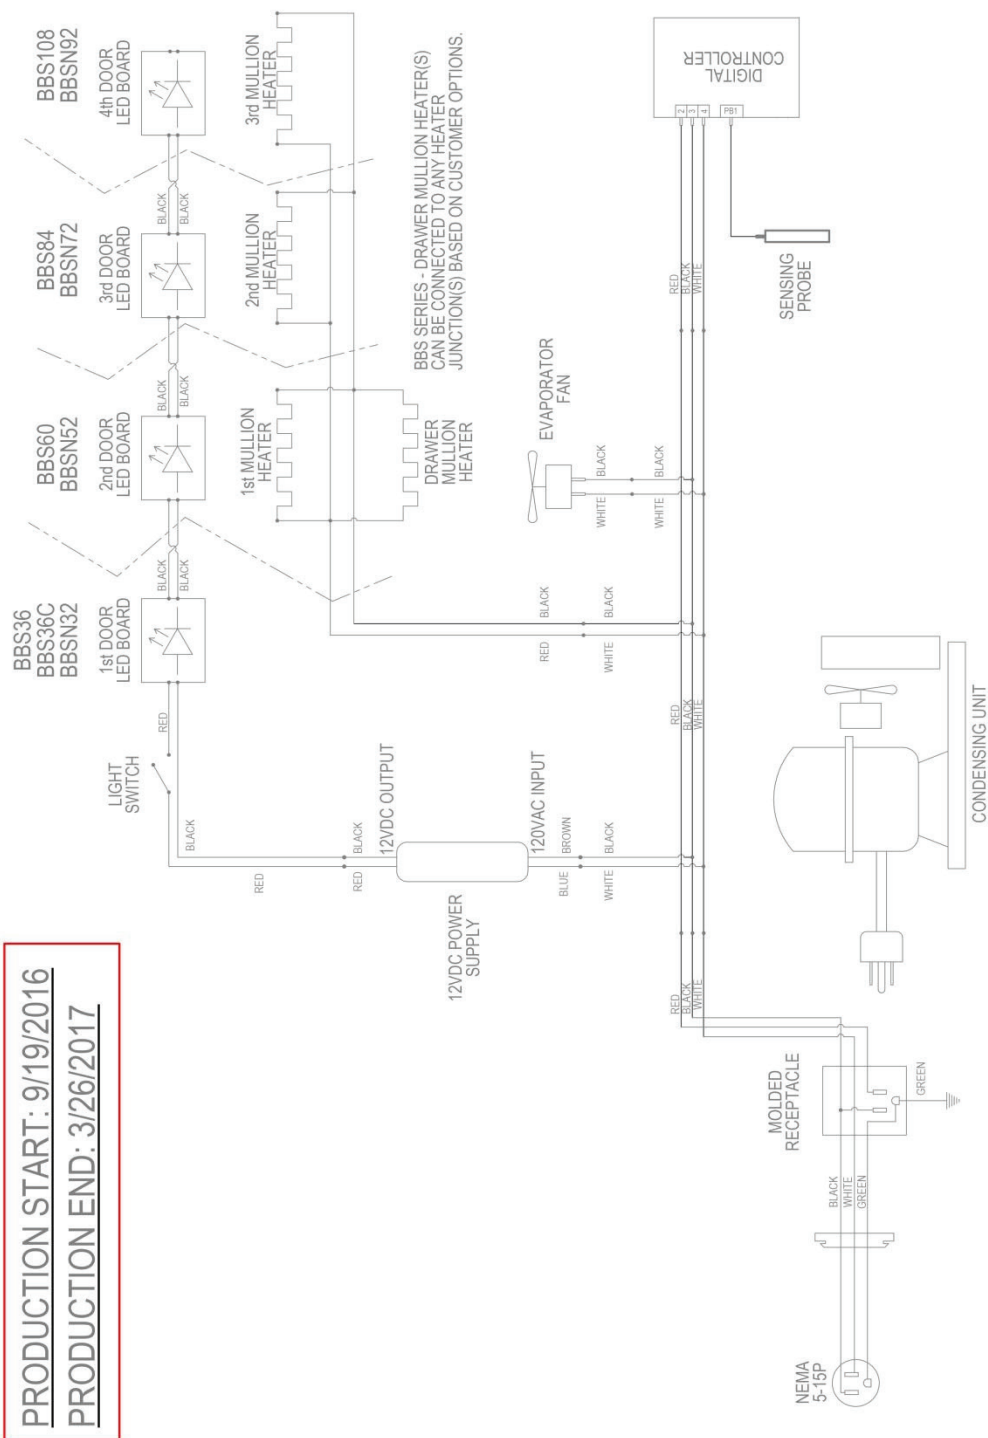 PRODUCTION START: 9/19/2016
PRODUCTION END: 3/26/2017
BBS36
BBS36C
BBSN32
BBS60
BBSN52
BBS84
BBSN72
BBS108
BBSN92
1st DOOR
LED BOARD
2nd DOOR
LED BOARD
3rd DOOR
LED BOARD
4th DOOR
LED BOARD
LIGHT
SWITCH
RED
BLACK
BLACK
BLACK
BLACK
BLACK
BLACK
BLACK
RED
BLACK
RED
12VDC OUTPUT
12VDC POWER
SUPPLY
120VAC INPUT
BROWN
BLUE
BLACK
WHITE
1st MULLION
HEATER
2nd MULLION
HEATER
3rd MULLION
HEATER
DRAWER
MULLION
HEATER
BBS SERIES - DRAWER MULLION HEATER(S)
CAN BE CONNECTED TO ANY HEATER
JUNCTION(S) BASED ON CUSTOMER OPTIONS.
BLACK
RED
BLACK
WHITE
EVAPORATOR
FAN
BLACK
WHITE
BLACK
WHITE
RED
BLACK
WHITE
RED
BLACK
WHITE
RED
BLACK
WHITE
DIGITAL
CONTROLLER
2
3
4
PB1
SENSING
PROBE
MOLDED
RECEPTACLE
GREEN
BLACK
WHITE
GREEN
NEMA
5-15P
CONDENSING UNIT